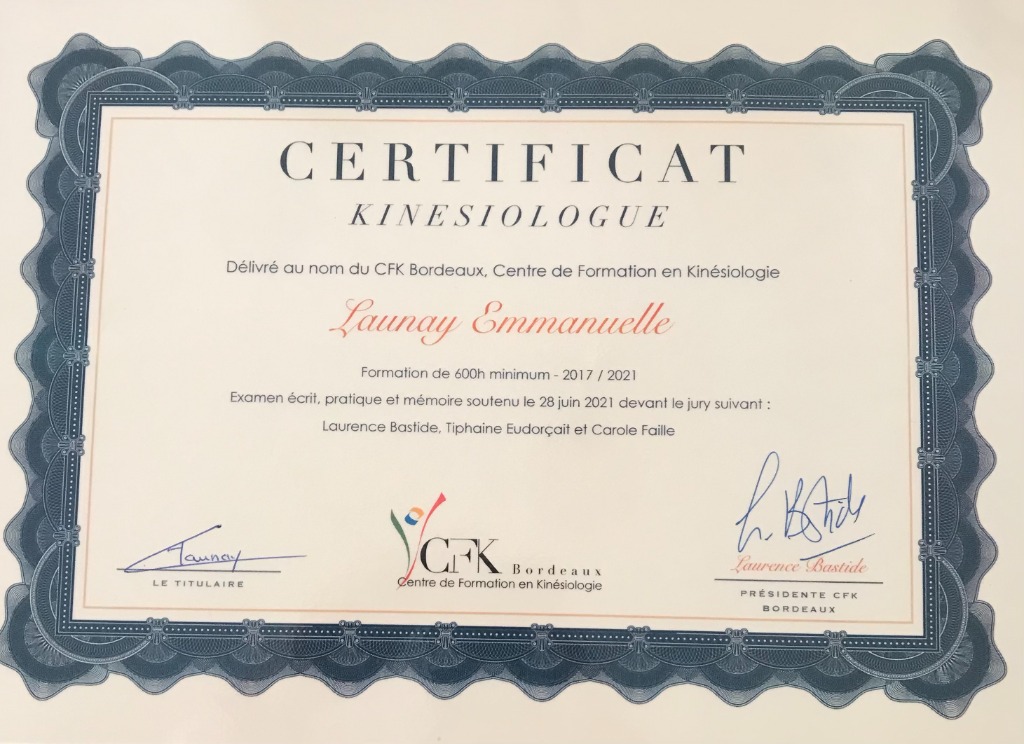 CERTIFICAT
KINESIOLOGUE
Délivré au nom du CFK Bordeaux, Centre de Formation en Kinésiologie
Launay Emmanuelle
Formation de 600h minimum - 2017 / 2021
Examen écrit, pratique et mémoire soutenu le 28 juin 2021 devant le jury suivant :
Laurence Bastide, Tiphaine Eudorçait et Carole Faille
Launay
LE TITULAIRE
CFK Bordeaux
Centre de Formation en Kinésiologie
L. Bastide
Laurence Bastide
PRÉSIDENTE CFK
BORDEAUX